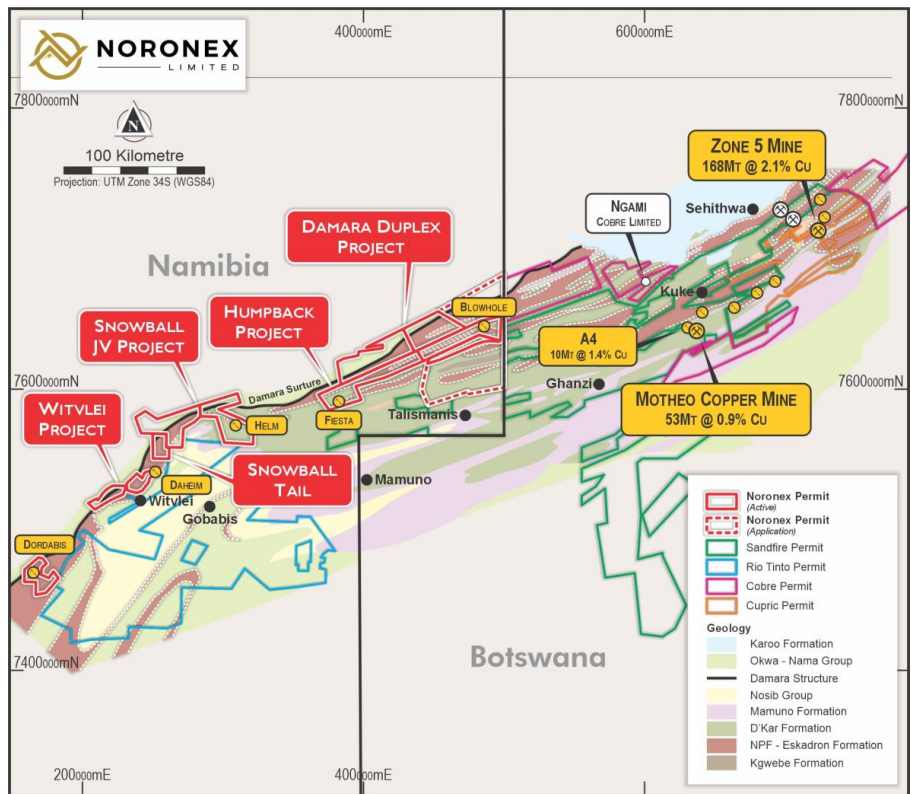 NORONEX
LIMITED
400000mE
600000mE
7800000mN
7800000mN
N
100 Kilometre
Projection: UTM Zone 34S (WGS84)
ZONE 5 MINE
168MT @ 2.1% CU
NGAMI
COBRE LIMITED
SEHITHWA
DAMARA DUPLEX
PROJECT
Namibia
HUMPBACK
PROJECT
BLOWHOLE
Kuke
SNOWBALL
JV PROJECT
A4
10MT @ 1.4% CU
Damara Surture
7600000mN
7600000mN
Ghanzi
MOTHEO COPPER MINE
53MT @ 0.9% CU
WITVLEI
PROJECT
HELM
FIESTA
Talismanis
SNOWBALL
TAIL
DAHEIM
Mamuno
Witvlei
Gobabis
DORDABIS
Noronex Permit
(Active)
Noronex Permit
(Application)
Sandfire Permit
Rio Tinto Permit
Cobre Permit
Cupric Permit
Geology
Karoo Formation
Okwa - Nama Group
Damara Structure
Nosib Group
Mamuno Formation
D'Kar Formation
NPF - Eskadron Formation
Kgwebe Formation
7400000mN
Botswana
200000mE
400000mE